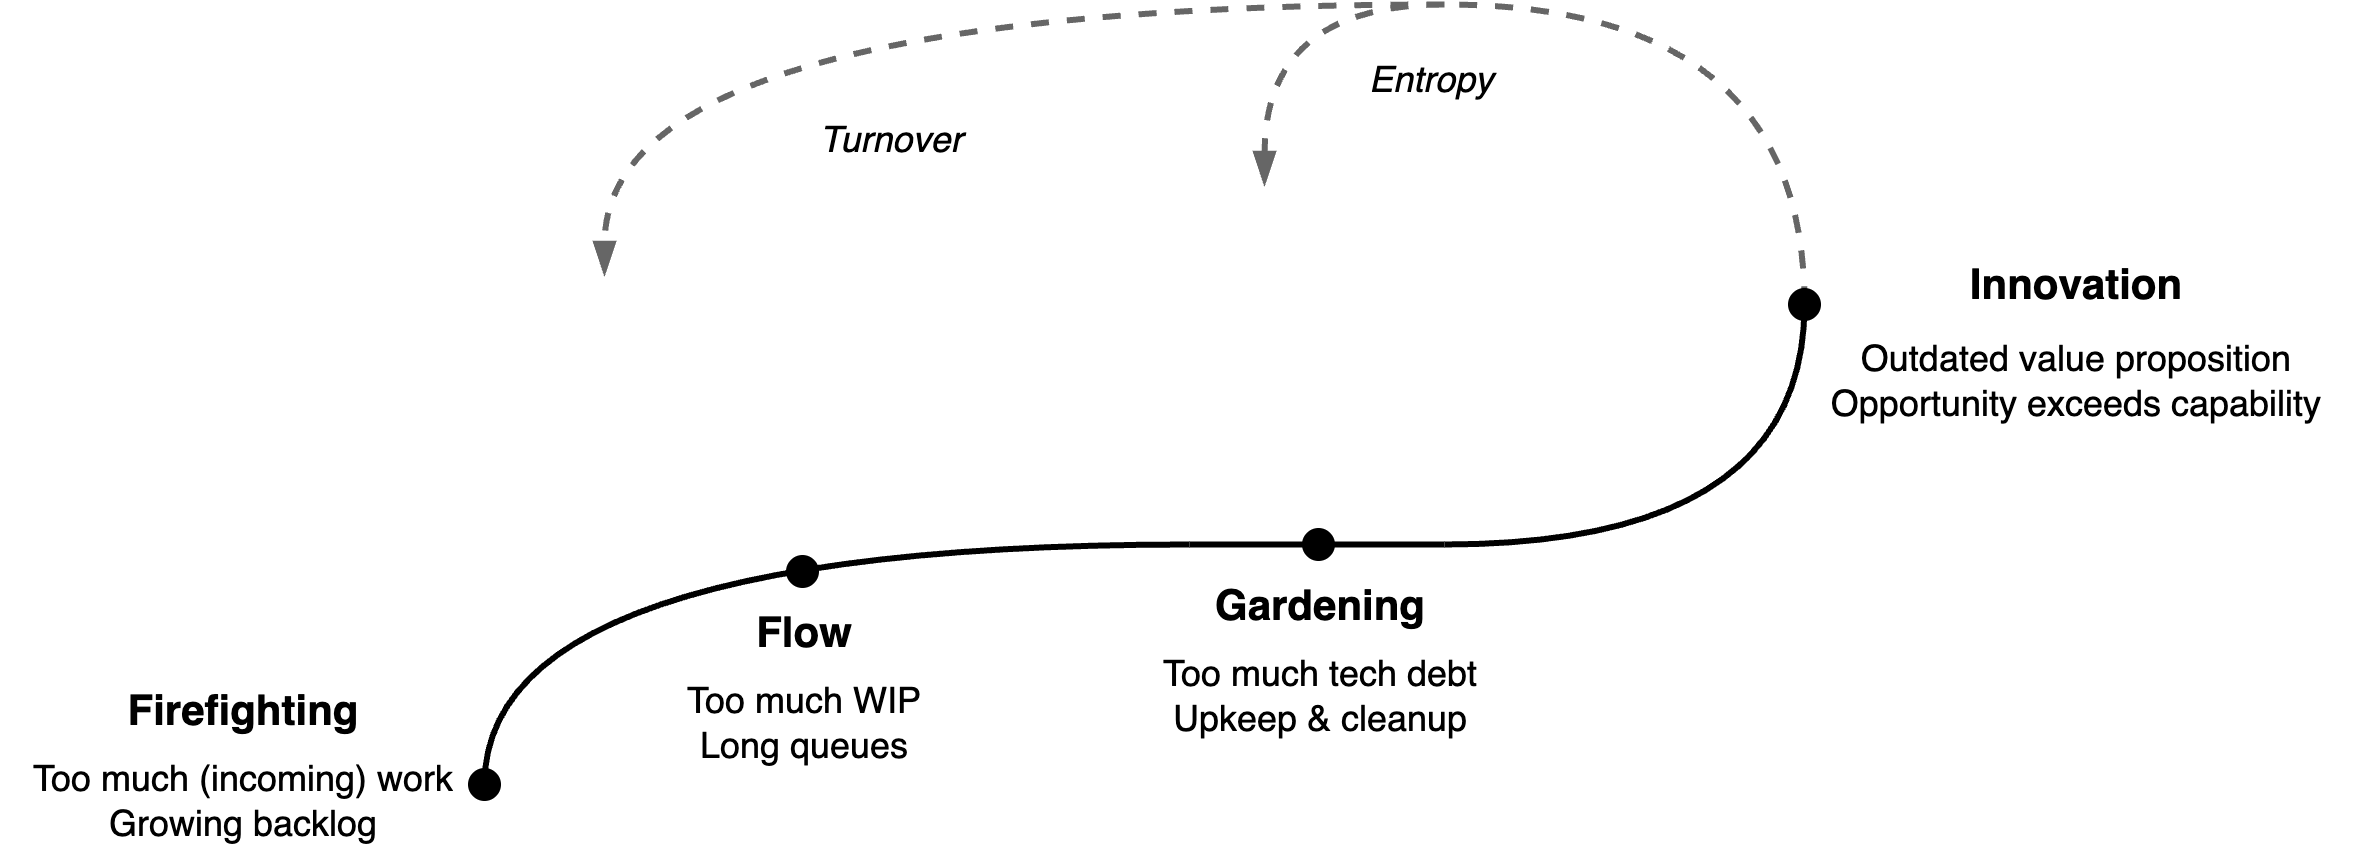 Entropy
Turnover
Innovation
Outdated value proposition
Opportunity exceeds capability
Gardening
Too much tech debt
Upkeep & cleanup
Flow
Too much WIP
Long queues
Firefighting
Too much (incoming) work
Growing backlog